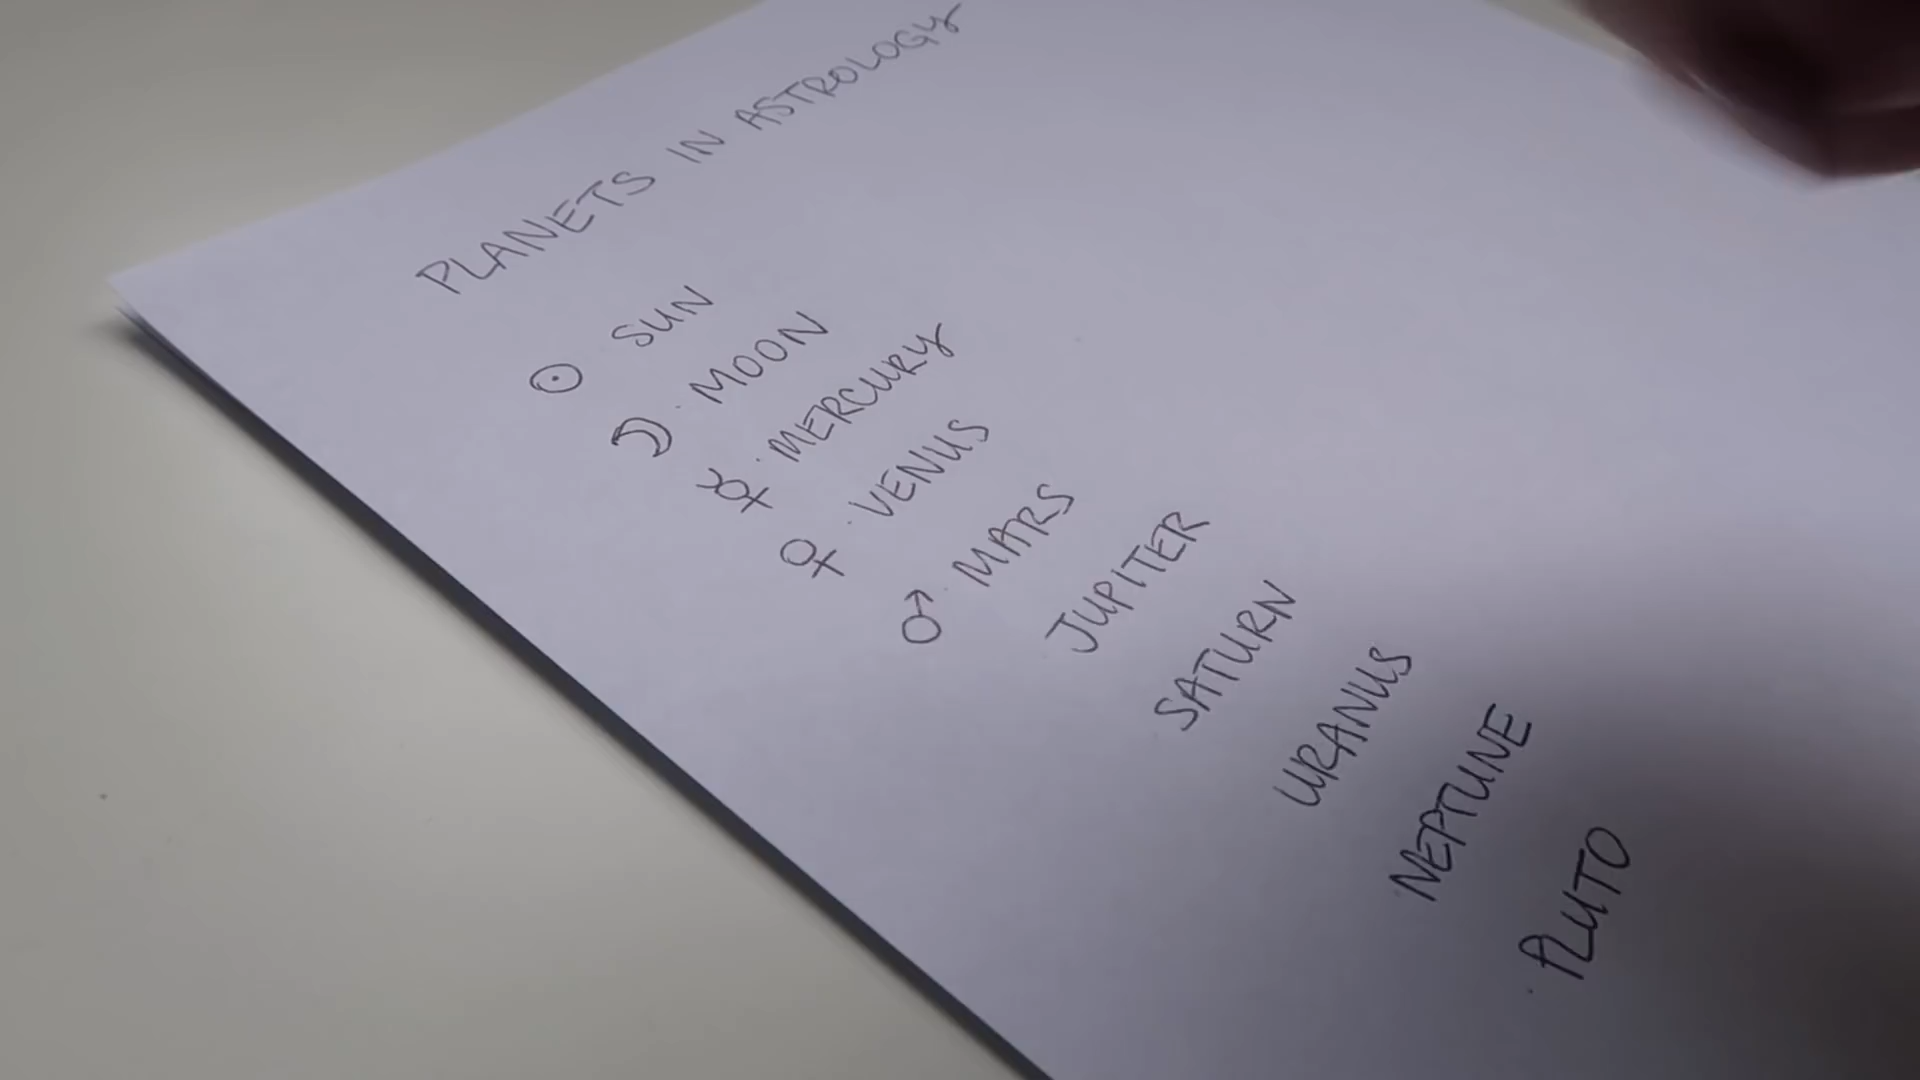 PLANETS IN ASTROLOGY
☉ SUN
☽ MOON
☿ MERCURY
♀ VENUS
♂ MARS
JUPITER
SATURN
URANUS
NEPTUNE
PLUTO